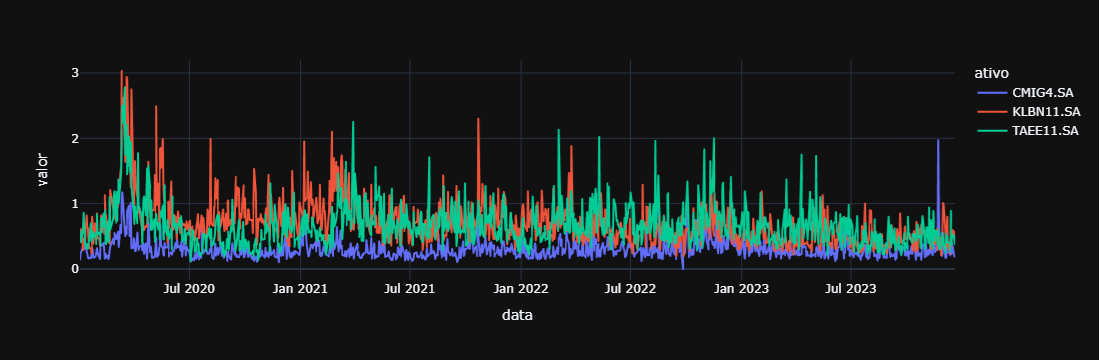 ativo
CMIG4.SA
KLBN11.SA
TAEE11.SA
valor
3
2
1
0
Jul 2020
Jan 2021
Jul 2021
Jan 2022
Jul 2022
Jan 2023
Jul 2023
data